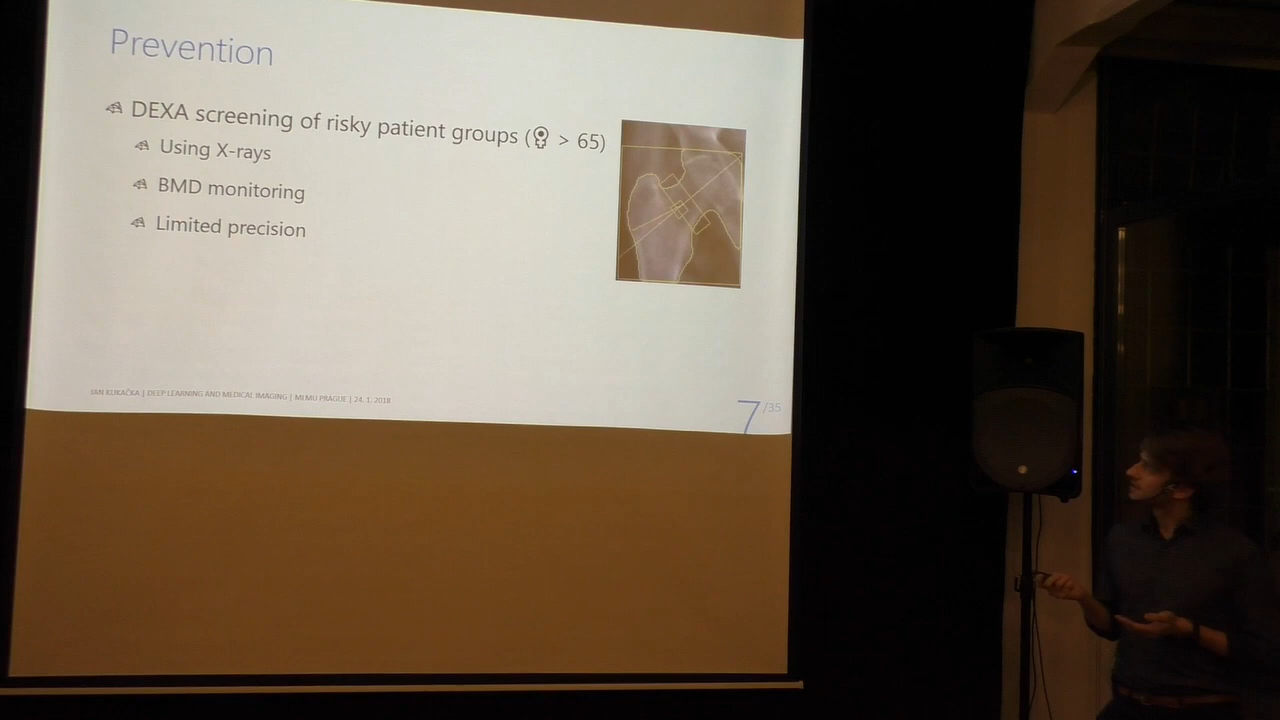 Prevention
DEXA screening of risky patient groups ( > 65)
Using X-rays
BMD monitoring
Limited precision
JAN KUKAČKA | DEEP LEARNING AND MEDICAL IMAGING | MEMU PRAGUE | 24. 1. 2018
7/35